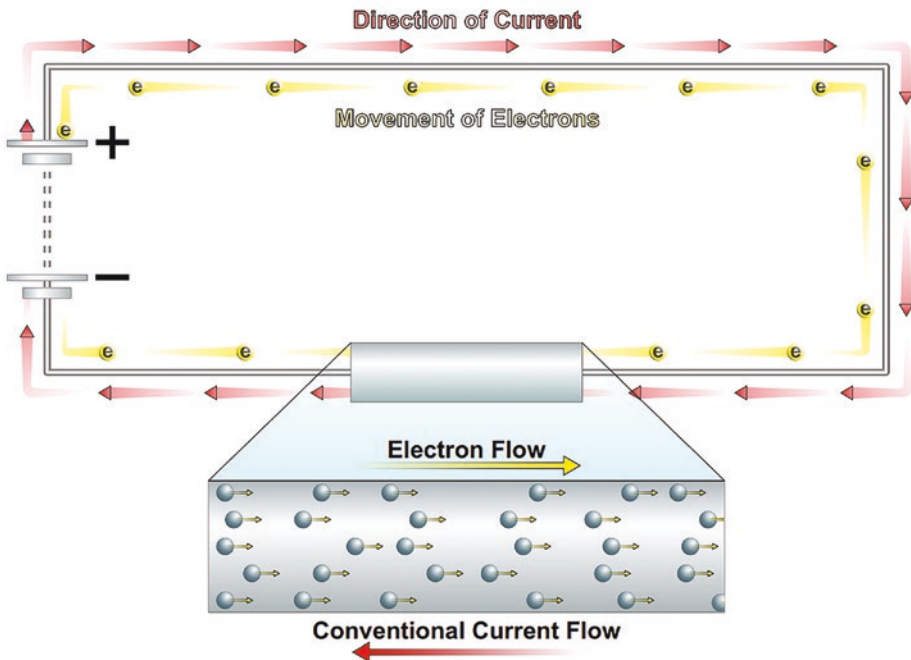 Direction of Current
e e e e e e
Movement of Electrons
e
+
e
−
e
e e e e
Electron Flow
Conventional Current Flow